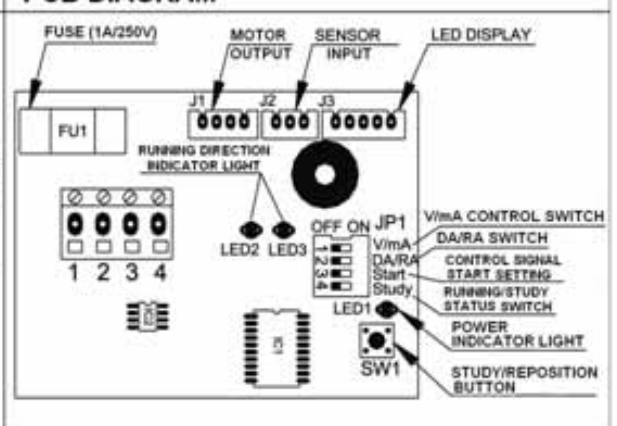 PCB DIAGRAM
FUSE (1A/250V)
MOTOR
OUTPUT
SENSOR
INPUT
LED DISPLAY
J1
J2
J3
FU1
RUNNING DIRECTION
INDICATOR LIGHT
LED2
LED3
OFF ON
JP1
1
V/mA
2
DA/RA
3
Start
4
Study
V/mA CONTROL SWITCH
DA/RA SWITCH
CONTROL SIGNAL
START SETTING
RUNNING/STUDY
STATUS SWITCH
1 2 3 4
IC2
IC1
LED1
POWER
INDICATOR LIGHT
SW1
STUDY/REPOSITION
BUTTON